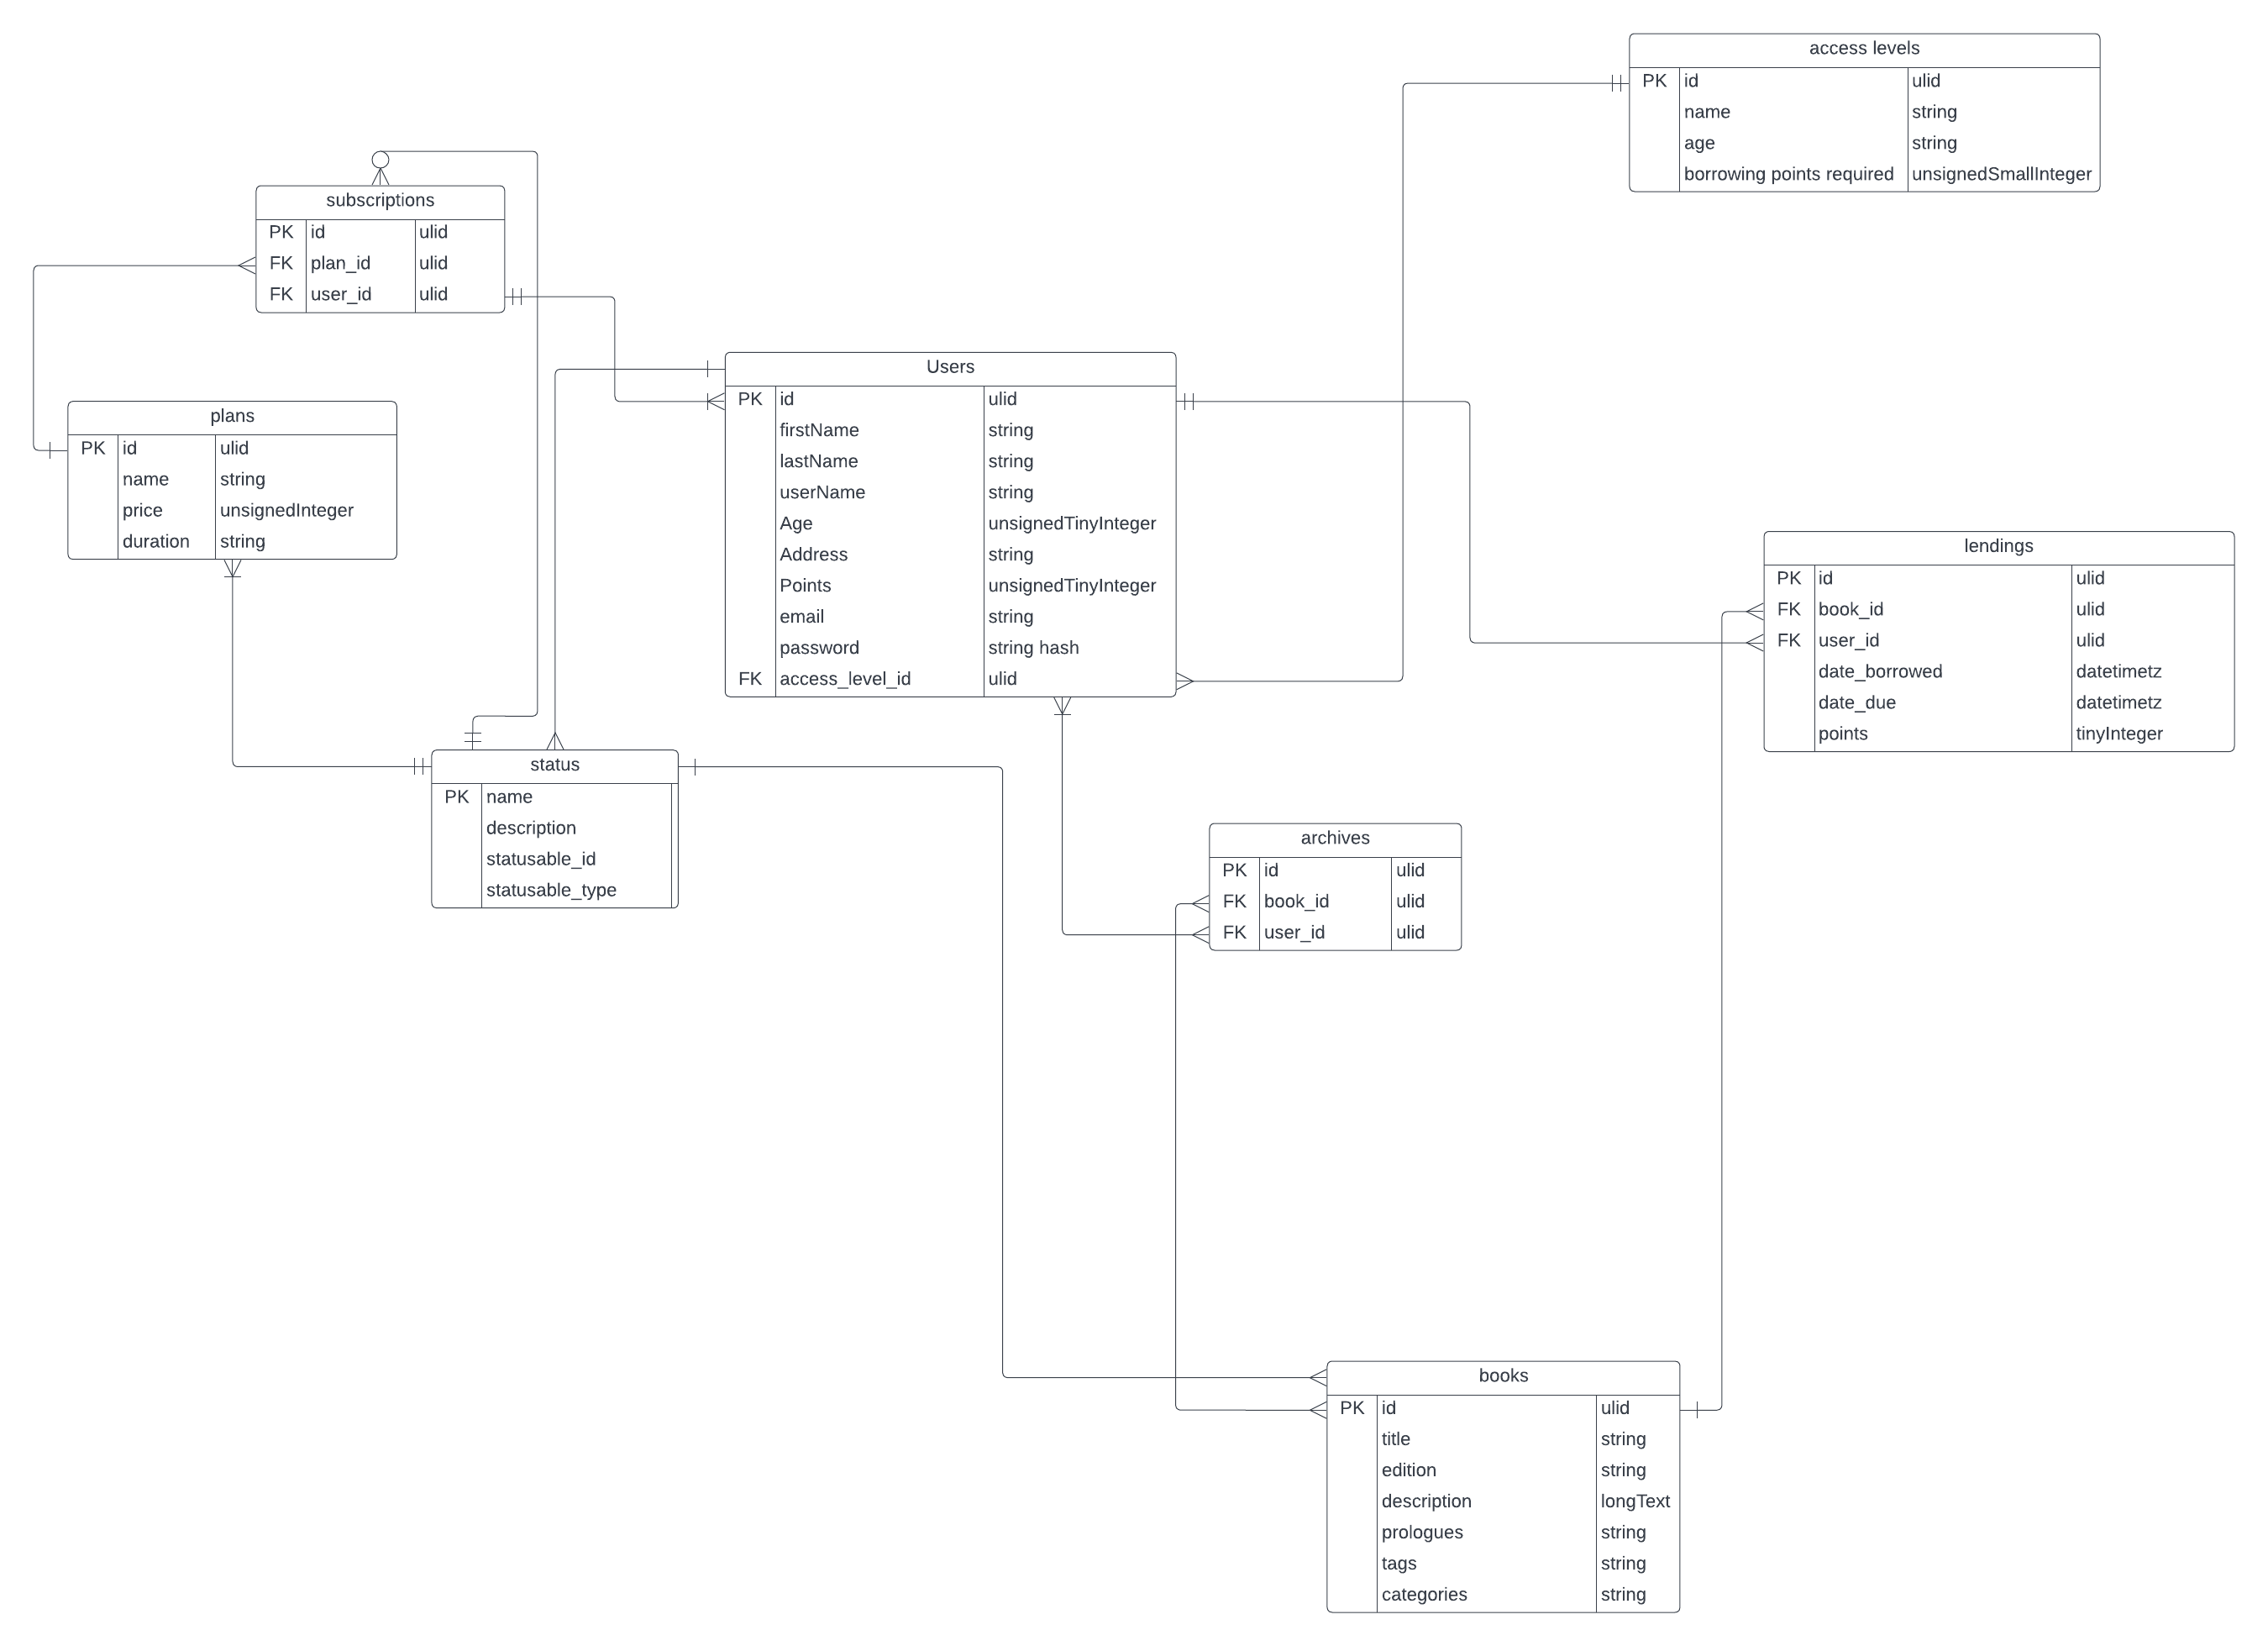 access levels
PK id ulid
name string
age string
borrowing points required unsignedSmallInteger
subscriptions
PK id ulid
FK plan_id ulid
FK user_id ulid
Users
PK id ulid
firstName string
lastName string
userName string
Age unsignedTinyInteger
Address string
Points unsignedTinyInteger
email string
password string hash
FK access_level_id ulid
plans
PK id ulid
name string
price unsignedInteger
duration string
lendings
PK id ulid
FK book_id ulid
FK user_id ulid
date_borrowed datetimetz
date_due datetimetz
points tinyInteger
status
PK name
description
statusable_id
statusable_type
archives
PK id ulid
FK book_id ulid
FK user_id ulid
books
PK id ulid
title string
edition string
description longText
prologues string
tags string
categories string